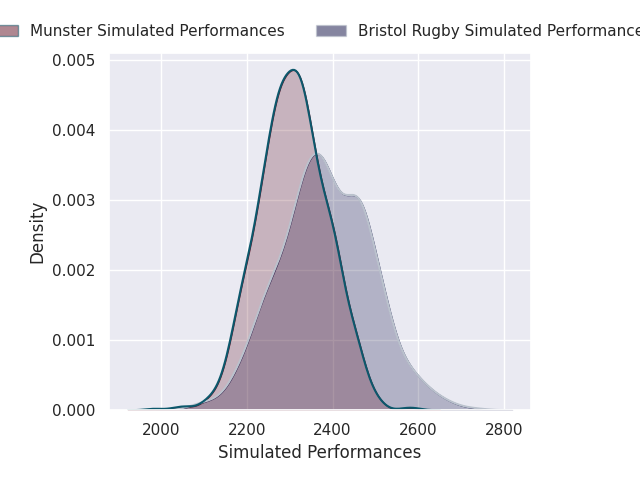 Munster Simulated Performances
Bristol Rugby Simulated Performance
0.005
0.004
0.003
0.002
0.001
0.000
Density
2000
2200
2400
2600
2800
Simulated Performances